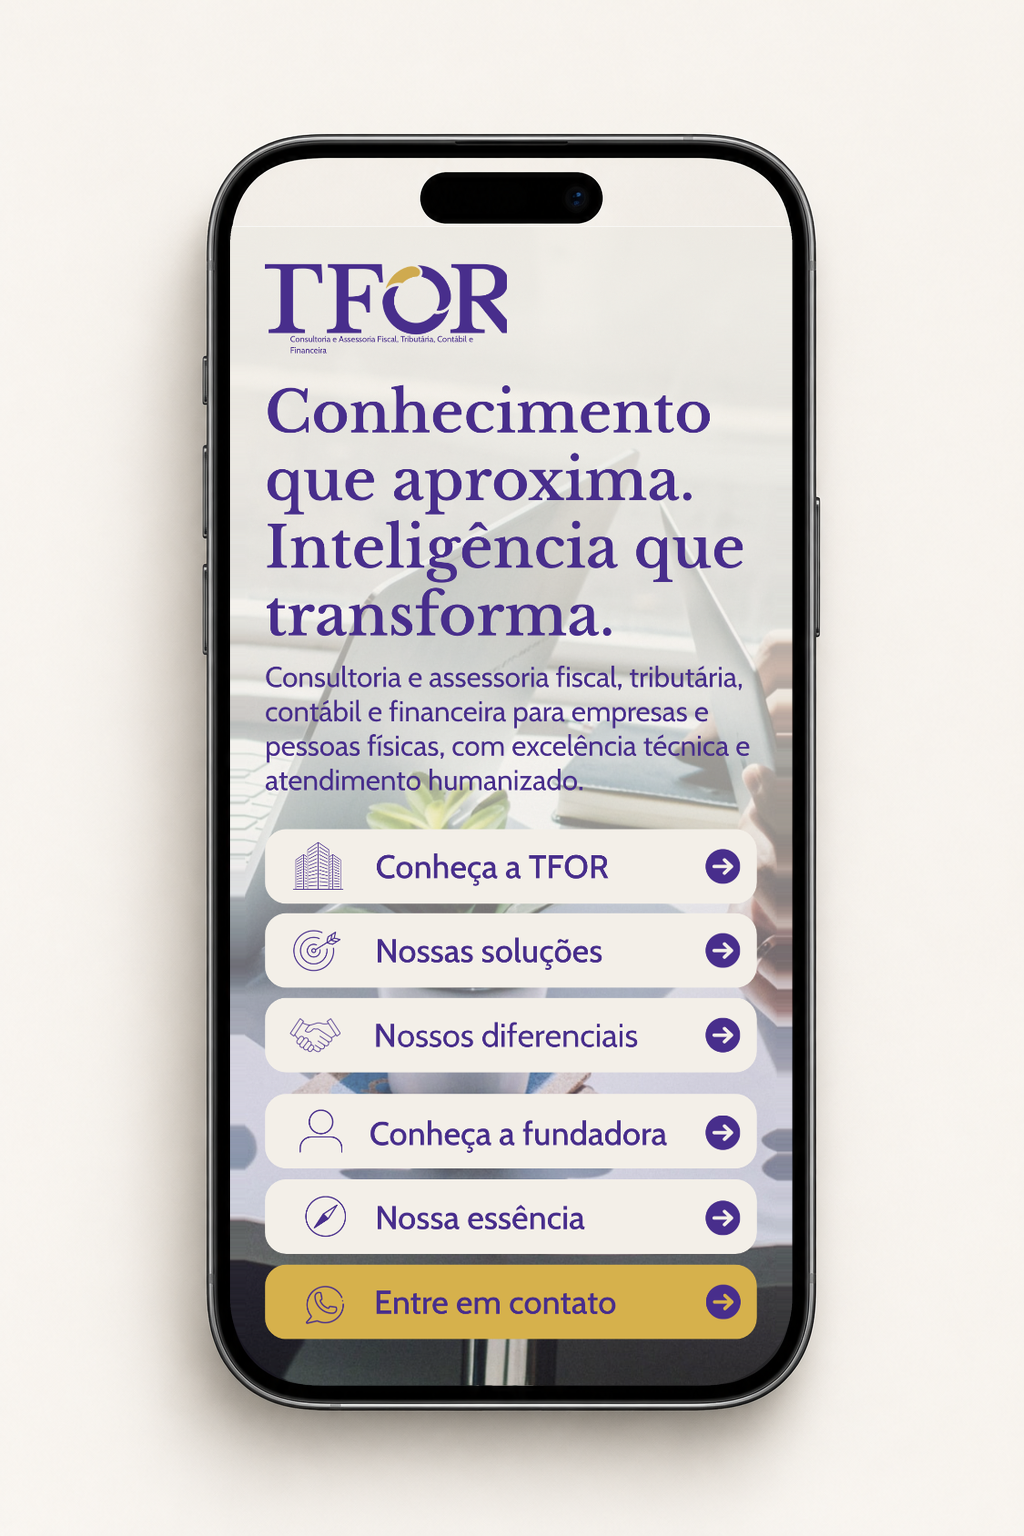 TFOR
Consultoria e Assessoria Fiscal, Tributária, Contábil e
Financeira
Conhecimento
que aproxima.
Inteligência que
transforma.
Consultoria e assessoria fiscal, tributária,
contábil e financeira para empresas e
pessoas físicas, com excelência técnica e
atendimento humanizado.
Conheça a TFOR
Nossas soluções
Nossos diferenciais
Conheça a fundadora
Nossa essência
Entre em contato